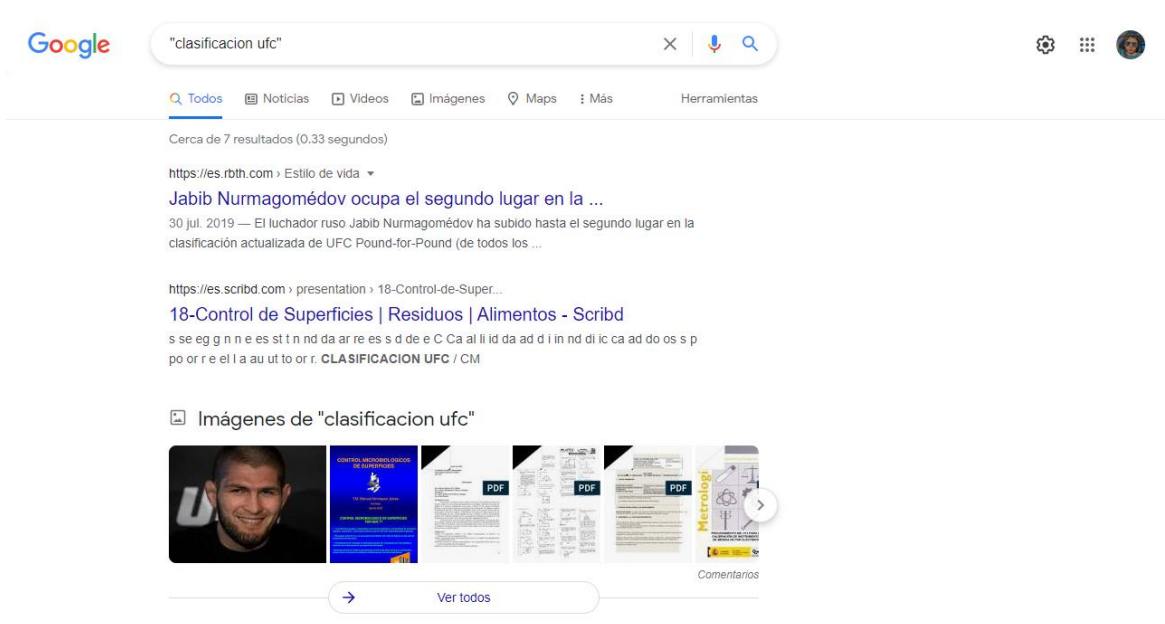 Google
"clasificacion ufc"
Todos
Noticias
Videos
Imágenes
Maps
Más
Herramientas
Cerca de 7 resultados (0.33 segundos)
https://es.rbth.com › Estilo de vida
Jabib Nurmagomédov ocupa el segundo lugar en la ...
30 jul. 2019 — El luchador ruso Jabib Nurmagomédov ha subido hasta el segundo lugar en la
clasificación actualizada de UFC Pound-for-Pound (de todos los ...
https://es.scribd.com › presentation › 18-Control-de-Super...
18-Control de Superficies | Residuos | Alimentos - Scribd
s se eg g n n e es st t n nd da ar re es s d de e C Ca al li id da ad d i in nd di ic ca ad do os s p
po or r e el l a au ut to or r. CLASIFICACION UFC / CM
Imágenes de "clasificacion ufc"
CONTROL MICROBIOLOGICOS
DE SUPERFICIES
PDF
PDF
PDF
Metrologí
Comentarios
Ver todos